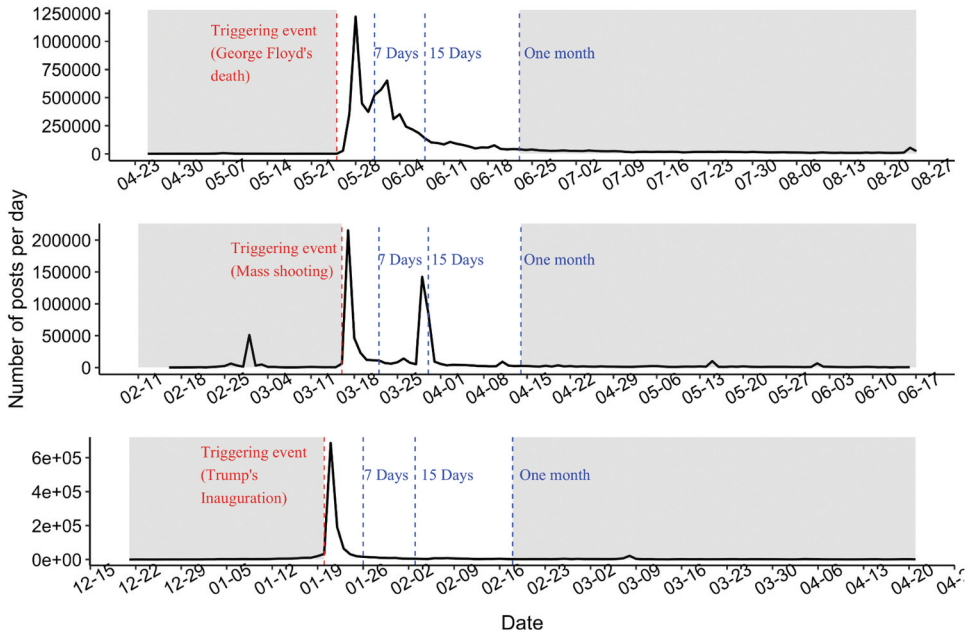 Number of posts per day
1250000
1000000
750000
500000
250000
0
Triggering event
(George Floyd's
death)
7 Days
15 Days
One month
04-23 04-30 05-07 05-14 05-21 05-28 06-04 06-11 06-18 06-25 07-02 07-09 07-16 07-23 07-30 08-06 08-13 08-20 08-27
200000
150000
100000
50000
0
Triggering event
(Mass shooting)
7 Days
15 Days
One month
02-11 02-18 02-25 03-04 03-11 03-18 03-25 04-01 04-08 04-15 04-22 04-29 05-06 05-13 05-20 05-27 06-03 06-10 06-17
6e+05
4e+05
2e+05
0e+00
Triggering event
(Trump's
Inauguration)
7 Days
15 Days
One month
12-15 12-22 12-29 01-05 01-12 01-19 01-26 02-02 02-09 02-16 02-23 03-02 03-09 03-16 03-23 03-30 04-06 04-13 04-20
Date